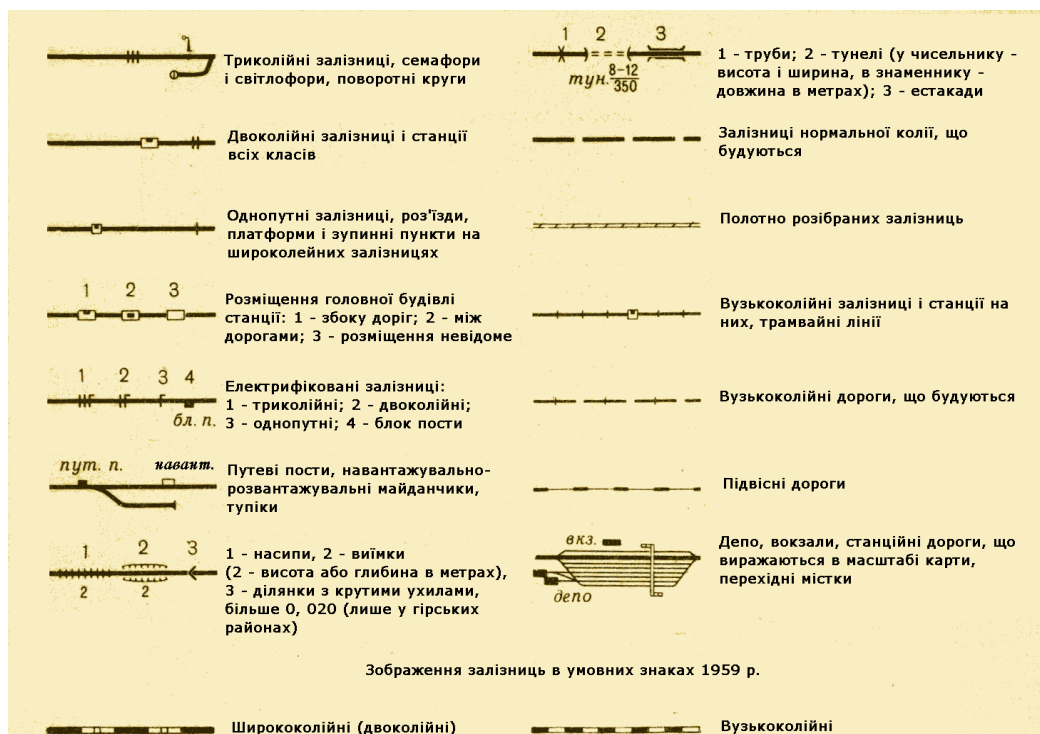 Триколійні залізниці, семафори
і світлофори, поворотні круги
Двоколійні залізниці і станції
всіх класів
Однопутні залізниці, роз'їзди,
платформи і зупинні пункти на
широколейних залізницях
1 2 3
Розміщення головної будівлі
станції: 1 - збоку доріг; 2 - між
дорогами; 3 - розміщення невідоме
1 2 3 4
бл. п.
Електрифіковані залізниці:
1 - триколійні; 2 - двоколійні;
3 - однопутні; 4 - блок пости
пут. п. навант.
Путеві пости, навантажувально-
розвантажувальні майданчики,
тупіки
1 2 3
2 2
1 - насипи, 2 - виїмки
(2 - висота або глибина в метрах),
3 - ділянки з крутими ухилами,
більше 0, 020 (лише у гірських
районах)
1 2 3
тун. 8-12
350
1 - труби; 2 - тунелі (у чисельнику -
висота і ширина, в знаменнику -
довжина в метрах); 3 - естакади
Залізниці нормальної колії, що
будуються
Полотно розібраних залізниць
Вузькоколійні залізниці і станції на
них, трамвайні лінії
Вузькоколійні дороги, що будуються
Підвісні дороги
вкз.
депо
Депо, вокзали, станційні дороги, що
виражаються в масштабі карти,
перехідні містки
Зображення залізниць в умовних знаках 1959 р.
Ширококолійні (двоколійні)
Вузькоколійні